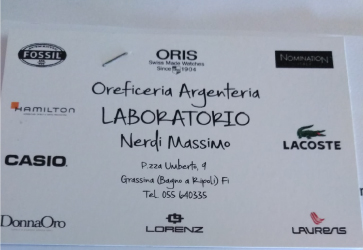 FOSSIL
ORIS
Swiss Made Watches
Since 1904
NOMINATION
Oreficeria Argenteria
HAMILTON
LABORATORIO
Nerdi Massimo
LACOSTE
CASIO
P.zza Umberto, 9
Grassina (Bagno a Ripoli) Fi
Tel. 055 640335
DonnaOro
LORENZ
LAURENS